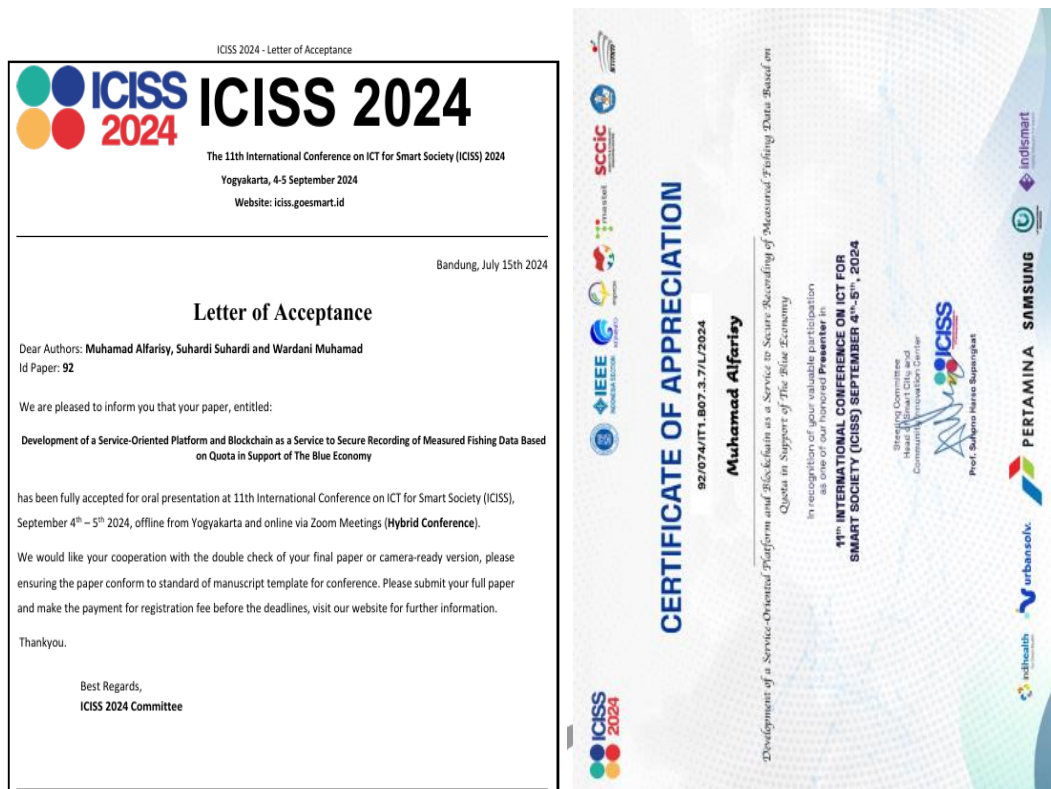 ICISS 2024 - Letter of Acceptance
ICISS
2024
ICISS 2024
The 11th International Conference on ICT for Smart Society (ICISS) 2024
Yogyakarta, 4-5 September 2024
Website: iciss.goesmart.id
Bandung, July 15th 2024
Letter of Acceptance
Dear Authors: Muhamad Alfarisy, Suhardi Suhardi and Wardani Muhamad
Id Paper: 92
We are pleased to inform you that your paper, entitled:
Development of a Service-Oriented Platform and Blockchain as a Service to Secure Recording of Measured Fishing Data Based
on Quota in Support of The Blue Economy
has been fully accepted for oral presentation at 11th International Conference on ICT for Smart Society (ICISS),
September 4th – 5th 2024, offline from Yogyakarta and online via Zoom Meetings (Hybrid Conference).
We would like your cooperation with the double check of your final paper or camera-ready version, please
ensuring the paper conform to standard of manuscript template for conference. Please submit your full paper
and make the payment for registration fee before the deadlines, visit our website for further information.
Thankyou.
Best Regards,
ICISS 2024 Committee
ICISS
2024
IEEE
INDONESIA SECTION
mastel
SCCIC
CERTIFICATE OF APPRECIATION
92/074/IT1.B07.3.7/L/2024
Muhamad Alfarisy
Development of a Service-Oriented Platform and Blockchain as a Service to Secure Recording of Measured Fishing Data Based on
Quota in Support of The Blue Economy
In recognition of your valuable participation
as one of our honored Presenter in
11th INTERNATIONAL CONFERENCE ON ICT FOR
SMART SOCIETY (ICISS) SEPTEMBER 4th-5th, 2024
Steering Committee
Head of Smart City and
Community Innovation Center
ICISS
Prof. Suhono Harso Supangkat
indihealth
urbansolv.
PERTAMINA
SAMSUNG
indismart